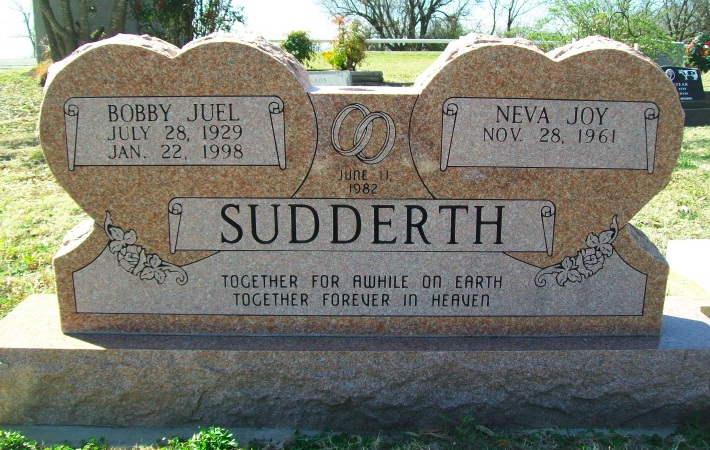 BOBBY JUEL
JULY 28, 1929
JAN. 22, 1998
NEVA JOY
NOV. 28, 1961
JUNE 11,
1982
SUDDERTH
TOGETHER FOR AWHILE ON EARTH
TOGETHER FOREVER IN HEAVEN